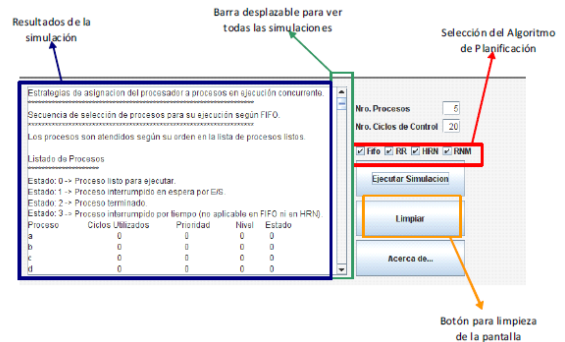 Resultados de la
simulación
Barra desplazable para ver
todas las simulaciones
Selección del Algoritmo
de Planificación
Estrategias de asignacion del procesador a procesos en ejecución concurrente.
Secuencia de selección de procesos para su ejecución según FIFO.
Los procesos son atendidos según su orden en la lista de procesos listos.
Listado de Procesos
Estado: 0 -> Proceso listo para ejecutar.
Estado: 1 -> Proceso interrumpido en espera por E/S.
Estado: 2 -> Proceso terminado.
Estado: 3 -> Proceso interrumpido por tiempo (no aplicable en FIFO ni en HRN).
Proceso Ciclos Utilizados Prioridad Nivel Estado
a 0 0 0 0
b 0 0 0 0
c 0 0 0 0
d 0 0 0 0
Nro. Procesos 5
Nro. Ciclos de Control 20
Fifo RR HRN RNM
Ejecutar Simulacion
Limpiar
Acerca de...
Botón para limpieza
de la pantalla